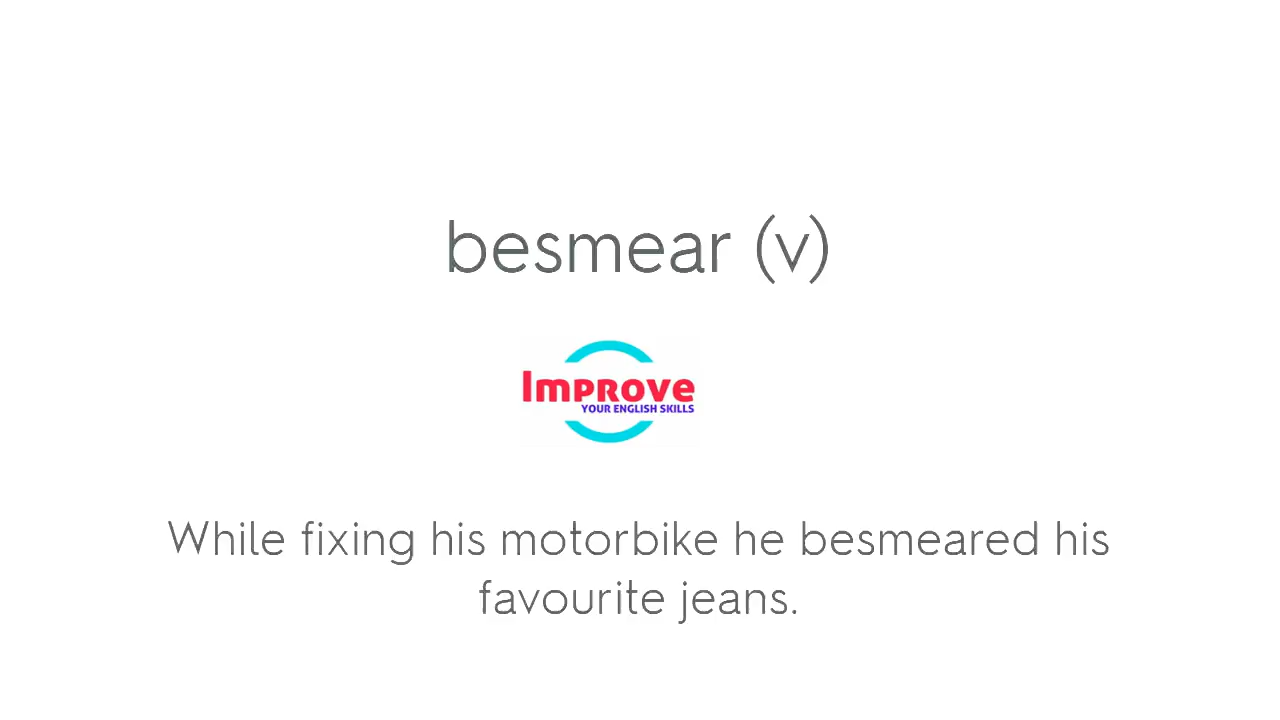 besmear (v)
Improve
YOUR ENGLISH SKILLS
While fixing his motorbike he besmeared his
favourite jeans.